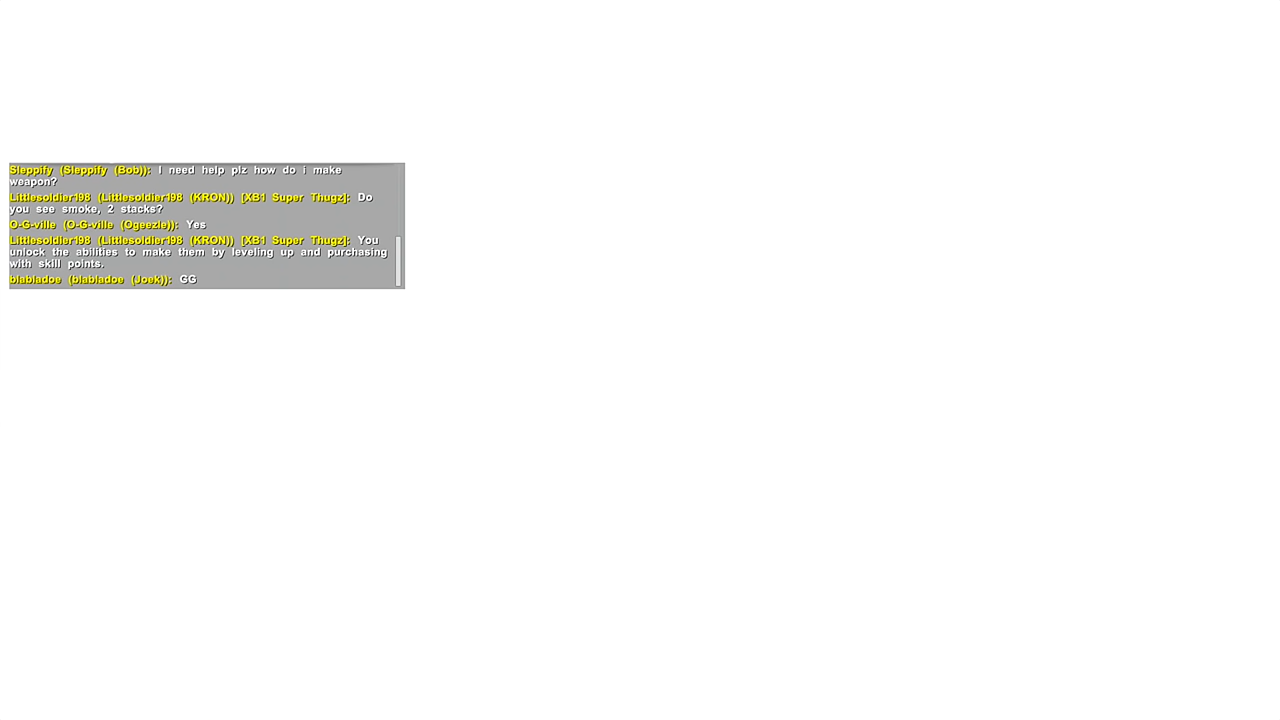 Sleppify (Sleppify (Bob)): I need help plz how do i make
weapon?
Littlesoldier198 (Littlesoldier198 (KRON)) [XB1 Super Thugz]: Do
you see smoke, 2 stacks?
O-G-ville (O-G-ville (Ogeezle)): Yes
Littlesoldier198 (Littlesoldier198 (KRON)) [XB1 Super Thugz]: You
unlock the abilities to make them by leveling up and purchasing
with skill points.
blabladoe (blabladoe (Joek)): GG